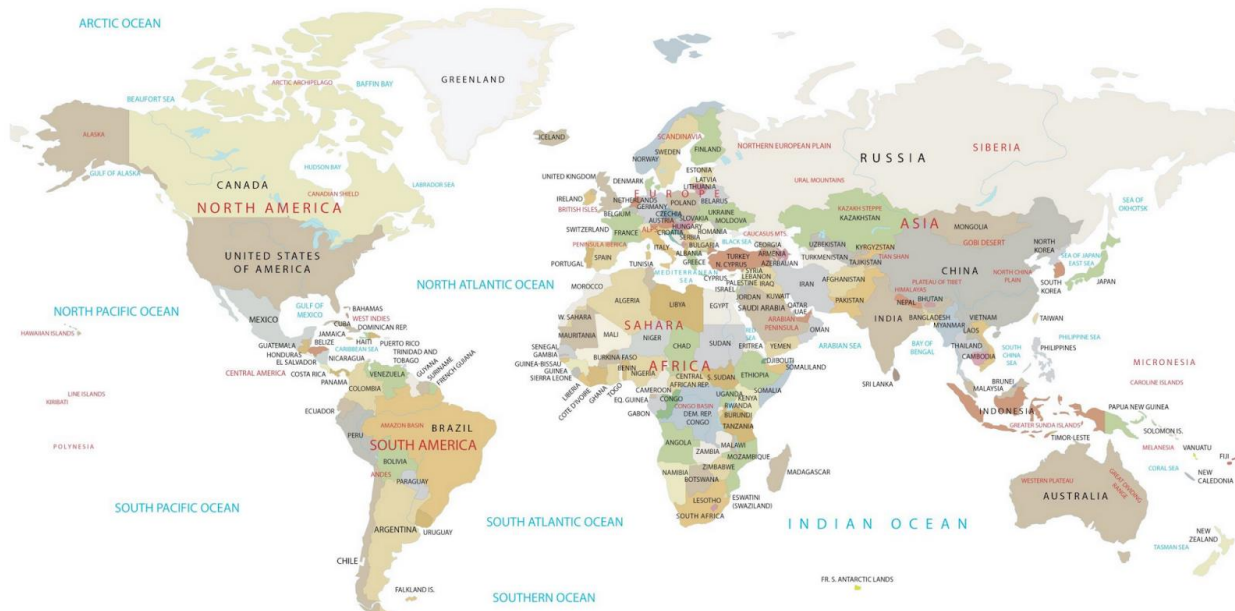 ARCTIC OCEAN
GREENLAND
ARCTIC ARCHIPELAGO
BAFFIN BAY
BEAUFORT SEA
ALASKA
ICELAND
SCANDINAVIA
NORWAY
SWEDEN
FINLAND
NORTHERN EUROPEAN PLAIN
RUSSIA
SIBERIA
GULF OF ALASKA
HUDSON BAY
CANADA
CANADIAN SHIELD
LABRADOR SEA
NORTH AMERICA
UNITED KINGDOM
DENMARK
ESTONIA
LATVIA
LITHUANIA
URAL MOUNTAINS
IRELAND
NETHERLANDS
EUROPE
POLAND
BELARUS
BRITISH ISLES
BELGIUM
GERMANY
CZECHIA
AUSTRIA
SLOVAKIA
HUNGARY
UKRAINE
MOLDOVA
KAZAKH STEPPE
KAZAKHSTAN
ASIA
MONGOLIA
SEA OF
OKHOTSK
SWITZERLAND
FRANCE
ALPS
CROATIA
SERBIA
ROMANIA
BULGARIA
BLACK SEA
CAUCASUS MTS.
GEORGIA
ARMENIA
AZERBAIJAN
UZBEKISTAN
TURKMENISTAN
KYRGYZSTAN
TAJIKISTAN
TIAN SHAN
GOBI DESERT
NORTH
KOREA
SEA OF JAPAN/
EAST SEA
UNITED STATES
OF AMERICA
PENINSULA IBERICA
PORTUGAL
SPAIN
ITALY
ALBANIA
GREECE
TURKEY
N. CYPRUS
TUNISIA
MEDITERRANEAN
SEA
CYPRUS
SYRIA
LEBANON
PALESTINE
IRAQ
ISRAEL
IRAN
AFGHANISTAN
CHINA
NORTH CHINA
PLAIN
SOUTH
KOREA
JAPAN
PLATEAU OF TIBET
HIMALAYAS
NORTH ATLANTIC OCEAN
MOROCCO
ALGERIA
LIBYA
EGYPT
JORDAN
KUWAIT
SAUDI ARABIA
QATAR
UAE
PAKISTAN
NEPAL
BHUTAN
NORTH PACIFIC OCEAN
MEXICO
GULF OF
MEXICO
BAHAMAS
WEST INDIES
CUBA
DOMINICAN REP.
HAWAIIAN ISLANDS
W. SAHARA
MAURITANIA
SAHARA
MALI
NIGER
CHAD
SUDAN
RED
SEA
ERITREA
ARABIAN
PENINSULA
OMAN
YEMEN
ARABIAN SEA
INDIA
BANGLADESH
MYANMAR
LAOS
VIETNAM
TAIWAN
PHILIPPINE SEA
JAMAICA
BELIZE
HAITI
PUERTO RICO
GUATEMALA
HONDURAS
EL SALVADOR
CARIBBEAN SEA
NICARAGUA
TRINIDAD AND
TOBAGO
CENTRAL AMERICA
COSTA RICA
PANAMA
VENEZUELA
COLOMBIA
GUYANA
SURINAME
FRENCH GUIANA
SENEGAL
GAMBIA
GUINEA-BISSAU
GUINEA
SIERRA LEONE
BURKINA FASO
BENIN
NIGERIA
AFRICA
LIBERIA
COTE D'IVOIRE
GHANA
TOGO
CAMEROON
EQ. GUINEA
GABON
CENTRAL
AFRICAN REP.
S. SUDAN
ETHIOPIA
DJIBOUTI
SOMALILAND
SOMALIA
BAY OF
BENGAL
THAILAND
CAMBODIA
SOUTH
CHINA
SEA
PHILIPPINES
MICRONESIA
CAROLINE ISLANDS
SRI LANKA
BRUNEI
MALAYSIA
LINE ISLANDS
KIRIBATI
POLYNESIA
ECUADOR
PERU
AMAZON BASIN
BRAZIL
SOUTH AMERICA
BOLIVIA
ANDES
PARAGUAY
CONGO
CONGO BASIN
DEM. REP.
CONGO
UGANDA
KENYA
RWANDA
BURUNDI
TANZANIA
ANGOLA
ZAMBIA
MALAWI
MOZAMBIQUE
ZIMBABWE
NAMIBIA
BOTSWANA
MADAGASCAR
INDONESIA
GREATER SUNDA ISLANDS
TIMOR-LESTE
PAPUA NEW GUINEA
SOLOMON IS.
MELANESIA
VANUATU
FIJI
CORAL SEA
NEW
CALEDONIA
WESTERN PLATEAU
GREAT DIVIDING
RANGE
AUSTRALIA
SOUTH PACIFIC OCEAN
ARGENTINA
URUGUAY
CHILE
SOUTH ATLANTIC OCEAN
LESOTHO
SOUTH AFRICA
ESWATINI
(SWAZILAND)
INDIAN OCEAN
NEW
ZEALAND
TASMAN SEA
FALKLAND IS.
FR. S. ANTARCTIC LANDS
SOUTHERN OCEAN